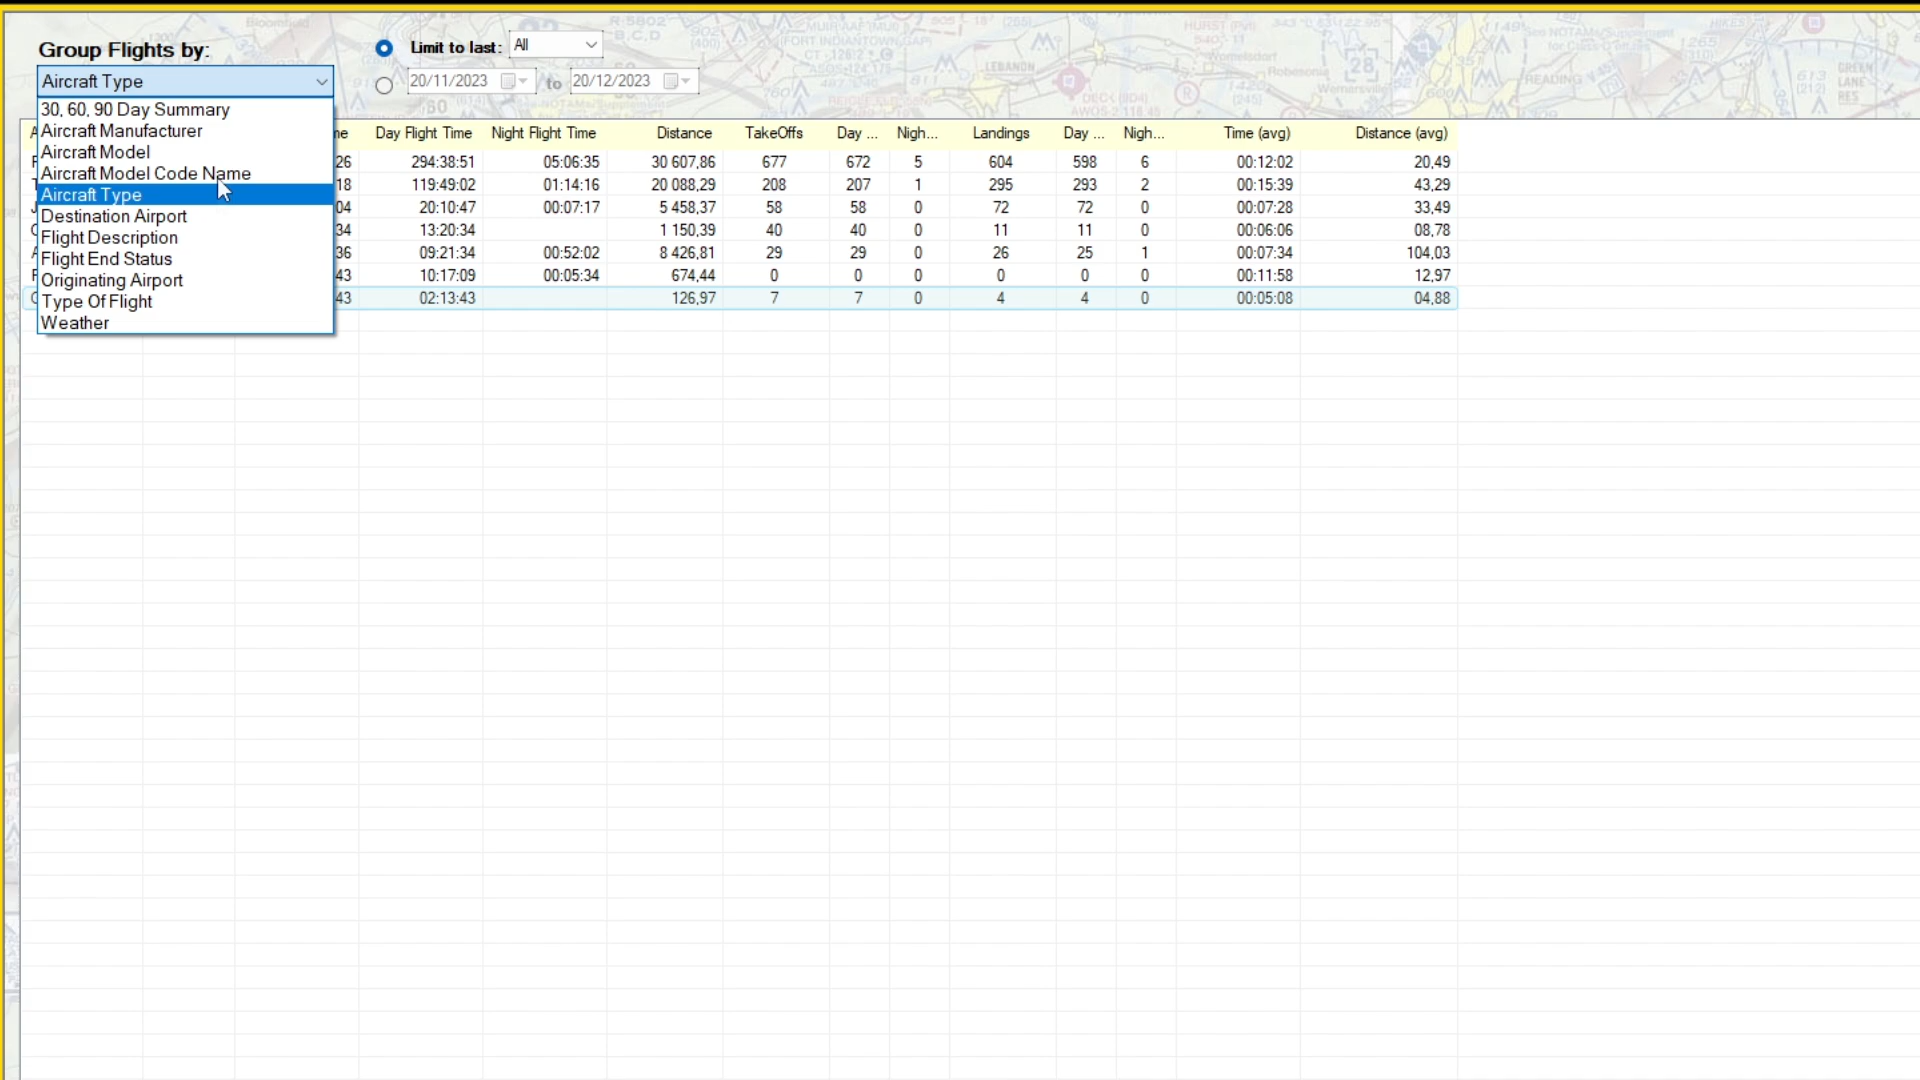 Group Flights by:
Limit to last: All
Aircraft Type
20/11/2023 to 20/12/2023
30, 60, 90 Day Summary
Aircraft Manufacturer
Aircraft Model
Aircraft Model Code Name
Aircraft Type
Destination Airport
Flight Description
Flight End Status
Originating Airport
Type Of Flight
Weather
Day Flight Time Night Flight Time Distance TakeOffs Day ... Nigh... Landings Day ... Nigh... Time (avg) Distance (avg)
26 294:38:51 05:06:35 30 607,86 677 672 5 604 598 6 00:12:02 20,49
18 119:49:02 01:14:16 20 088,29 208 207 1 295 293 2 00:15:39 43,29
04 20:10:47 00:07:17 5 458,37 58 58 0 72 72 0 00:07:28 33,49
34 13:20:34 1 150,39 40 40 0 11 11 0 00:06:06 08,78
36 09:21:34 00:52:02 8 426,81 29 29 0 26 25 1 00:07:34 104,03
43 10:17:09 00:05:34 674,44 0 0 0 0 0 0 00:11:58 12,97
43 02:13:43 126,97 7 7 0 4 4 0 00:05:08 04,88
LEBANON
READING